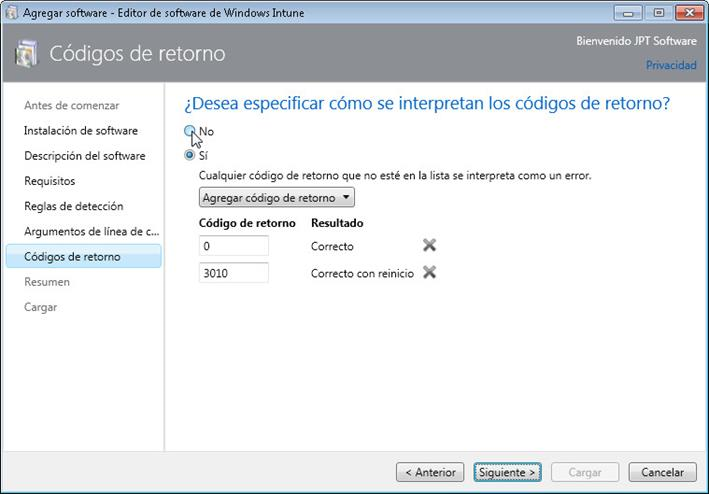 Agregar software - Editor de software de Windows Intune
Códigos de retorno
Bienvenido JPT Software
Privacidad
Antes de comenzar
Instalación de software
Descripción del software
Requisitos
Reglas de detección
Argumentos de línea de c...
Códigos de retorno
Resumen
Cargar
¿Desea especificar cómo se interpretan los códigos de retorno?
No
Sí
Cualquier código de retorno que no esté en la lista se interpreta como un error.
Agregar código de retorno
Código de retorno Resultado
0 Correcto
3010 Correcto con reinicio
< Anterior Siguiente > Cargar Cancelar